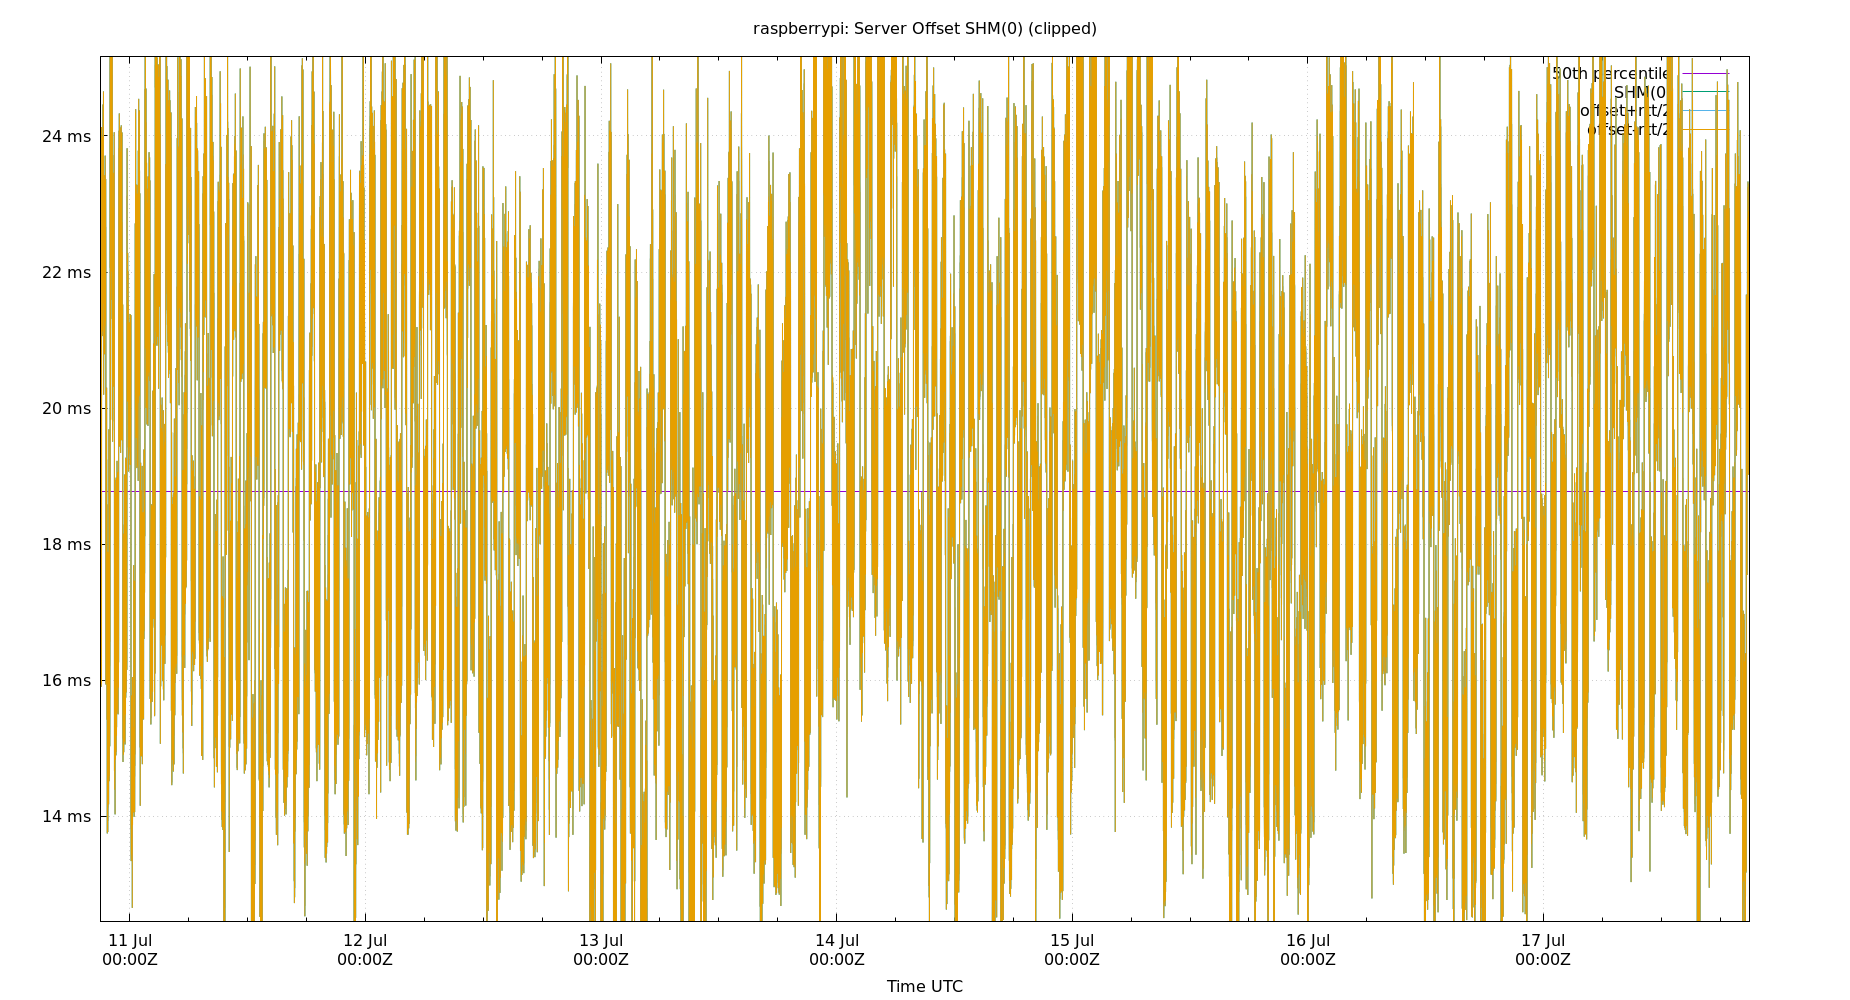 raspberrypi: Server Offset SHM(0) (clipped)
50th percentile
SHM(0)
offset+rtt/2
offset-rtt/2
24 ms
22 ms
20 ms
18 ms
16 ms
14 ms
11 Jul 12 Jul 13 Jul 14 Jul 15 Jul 16 Jul 17 Jul
00:00Z 00:00Z 00:00Z 00:00Z 00:00Z 00:00Z 00:00Z
Time UTC